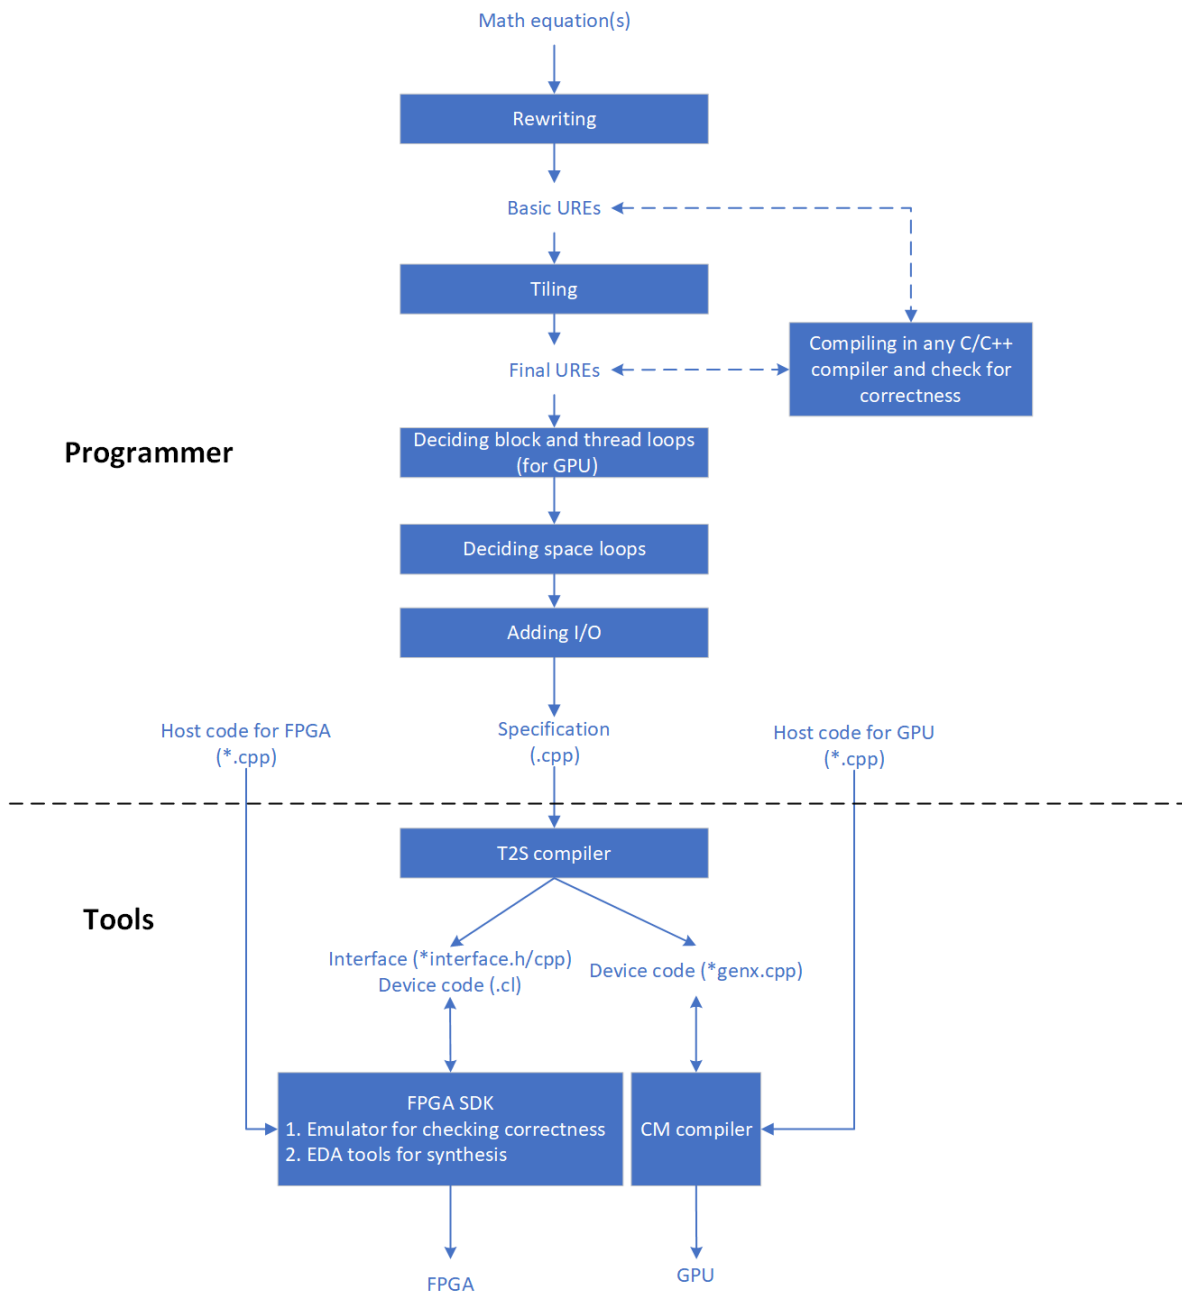 Math equation(s)
Rewriting
Basic UREs
Tiling
Compiling in any C/C++
compiler and check for
correctness
Final UREs
Deciding block and thread loops
(for GPU)
Programmer
Deciding space loops
Adding I/O
Host code for FPGA
(*.cpp)
Specification
(.cpp)
Host code for GPU
(*.cpp)
T2S compiler
Tools
Interface (*interface.h/cpp)
Device code (.cl)
Device code (*genx.cpp)
FPGA SDK
1. Emulator for checking correctness
2. EDA tools for synthesis
CM compiler
FPGA
GPU